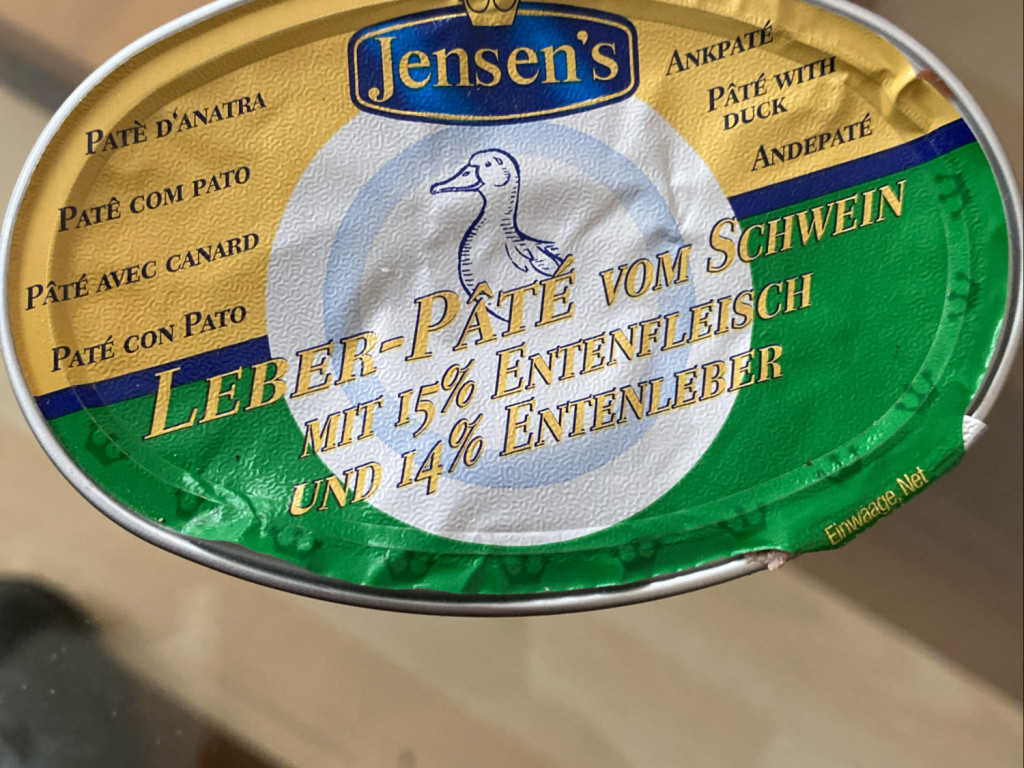 Jensen's
PATÈ D'ANATRA
PATÊ COM PATO
PÂTÉ AVEC CANARD
PATÉ CON PATO
ANKPATÉ
PÂTÉ WITH
DUCK
ANDEPATÉ
LEBER-PÂTÉ VOM SCHWEIN
MIT 15% ENTENFLEISCH
UND 14% ENTENLEBER
Einwaage, Net